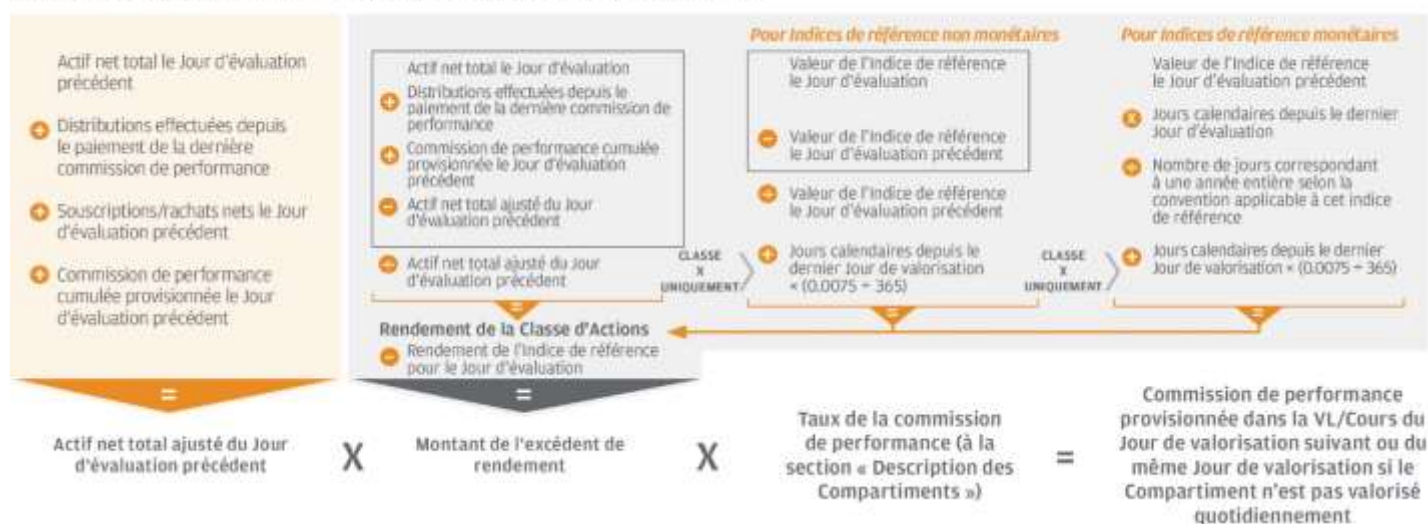 Actif net total le Jour d'évaluation
précédent
+ Distributions effectuées depuis
le paiement de la dernière
commission de performance
+ Souscriptions/rachats nets le Jour
d'évaluation précédent
+ Commission de performance
cumulée provisionnée le Jour
d'évaluation précédent
=
Actif net total ajusté du Jour
d'évaluation précédent
X
Actif net total le Jour d'évaluation
+ Distributions effectuées depuis le
paiement de la dernière commission de
performance
+ Commission de performance cumulée
provisionnée le Jour d'évaluation
précédent
− Actif net total ajusté du Jour
d'évaluation précédent
÷ Actif net total ajusté du Jour
d'évaluation précédent
=
Rendement de la Classe d'Actions
− Rendement de l'Indice de référence
pour le Jour d'évaluation
=
Montant de l'excédent de
rendement
X
CLASSE
X
UNIQUEMENT
Pour Indices de référence non monétaires
Valeur de l'Indice de référence
le Jour d'évaluation
− Valeur de l'Indice de référence
le Jour d'évaluation précédent
÷ Valeur de l'Indice de référence
le Jour d'évaluation précédent
+ Jours calendaires depuis le
dernier Jour de valorisation
× (0.0075 ÷ 365)
=
CLASSE
X
UNIQUEMENT
Pour Indices de référence monétaires
Valeur de l'Indice de référence
le Jour d'évaluation précédent
x Jours calendaires depuis le dernier
Jour d'évaluation
÷ Nombre de jours correspondant
à une année entière selon la
convention applicable à cet indice
de référence
+ Jours calendaires depuis le dernier
Jour de valorisation × (0.0075 ÷ 365)
=
Taux de la commission
de performance (à la
section « Description des
Compartiments »)
=
Commission de performance
provisionnée dans la VL/Cours du
Jour de valorisation suivant ou du
même Jour de valorisation si le
Compartiment n'est pas valorisé
quotidiennement